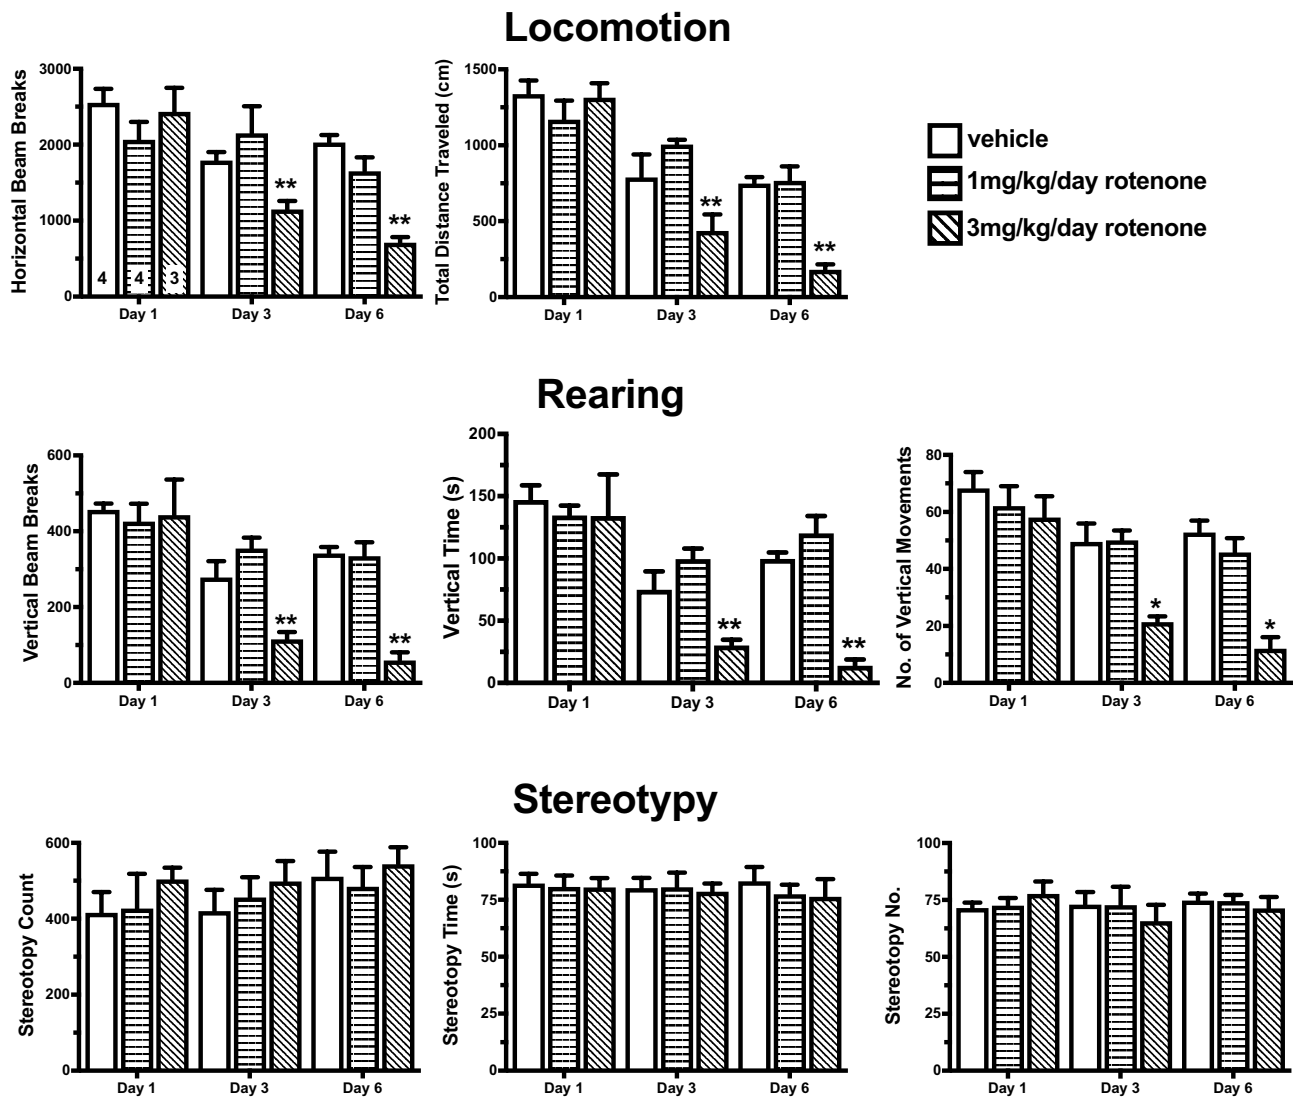 Locomotion
Horizontal Beam Breaks
3000
2000
1000
0
4
4
3
**
**
Day 1
Day 3
Day 6
Total Distance Traveled (cm)
1500
1000
500
0
**
**
Day 1
Day 3
Day 6
vehicle
1mg/kg/day rotenone
3mg/kg/day rotenone
Rearing
Vertical Beam Breaks
600
400
200
0
**
**
Day 1
Day 3
Day 6
Vertical Time (s)
200
150
100
50
0
**
**
Day 1
Day 3
Day 6
No. of Vertical Movements
80
60
40
20
0
*
*
Day 1
Day 3
Day 6
Stereotypy
Stereotopy Count
600
400
200
0
Day 1
Day 3
Day 6
Stereotopy Time (s)
100
75
50
25
0
Day 1
Day 3
Day 6
Stereotopy No.
100
75
50
25
0
Day 1
Day 3
Day 6